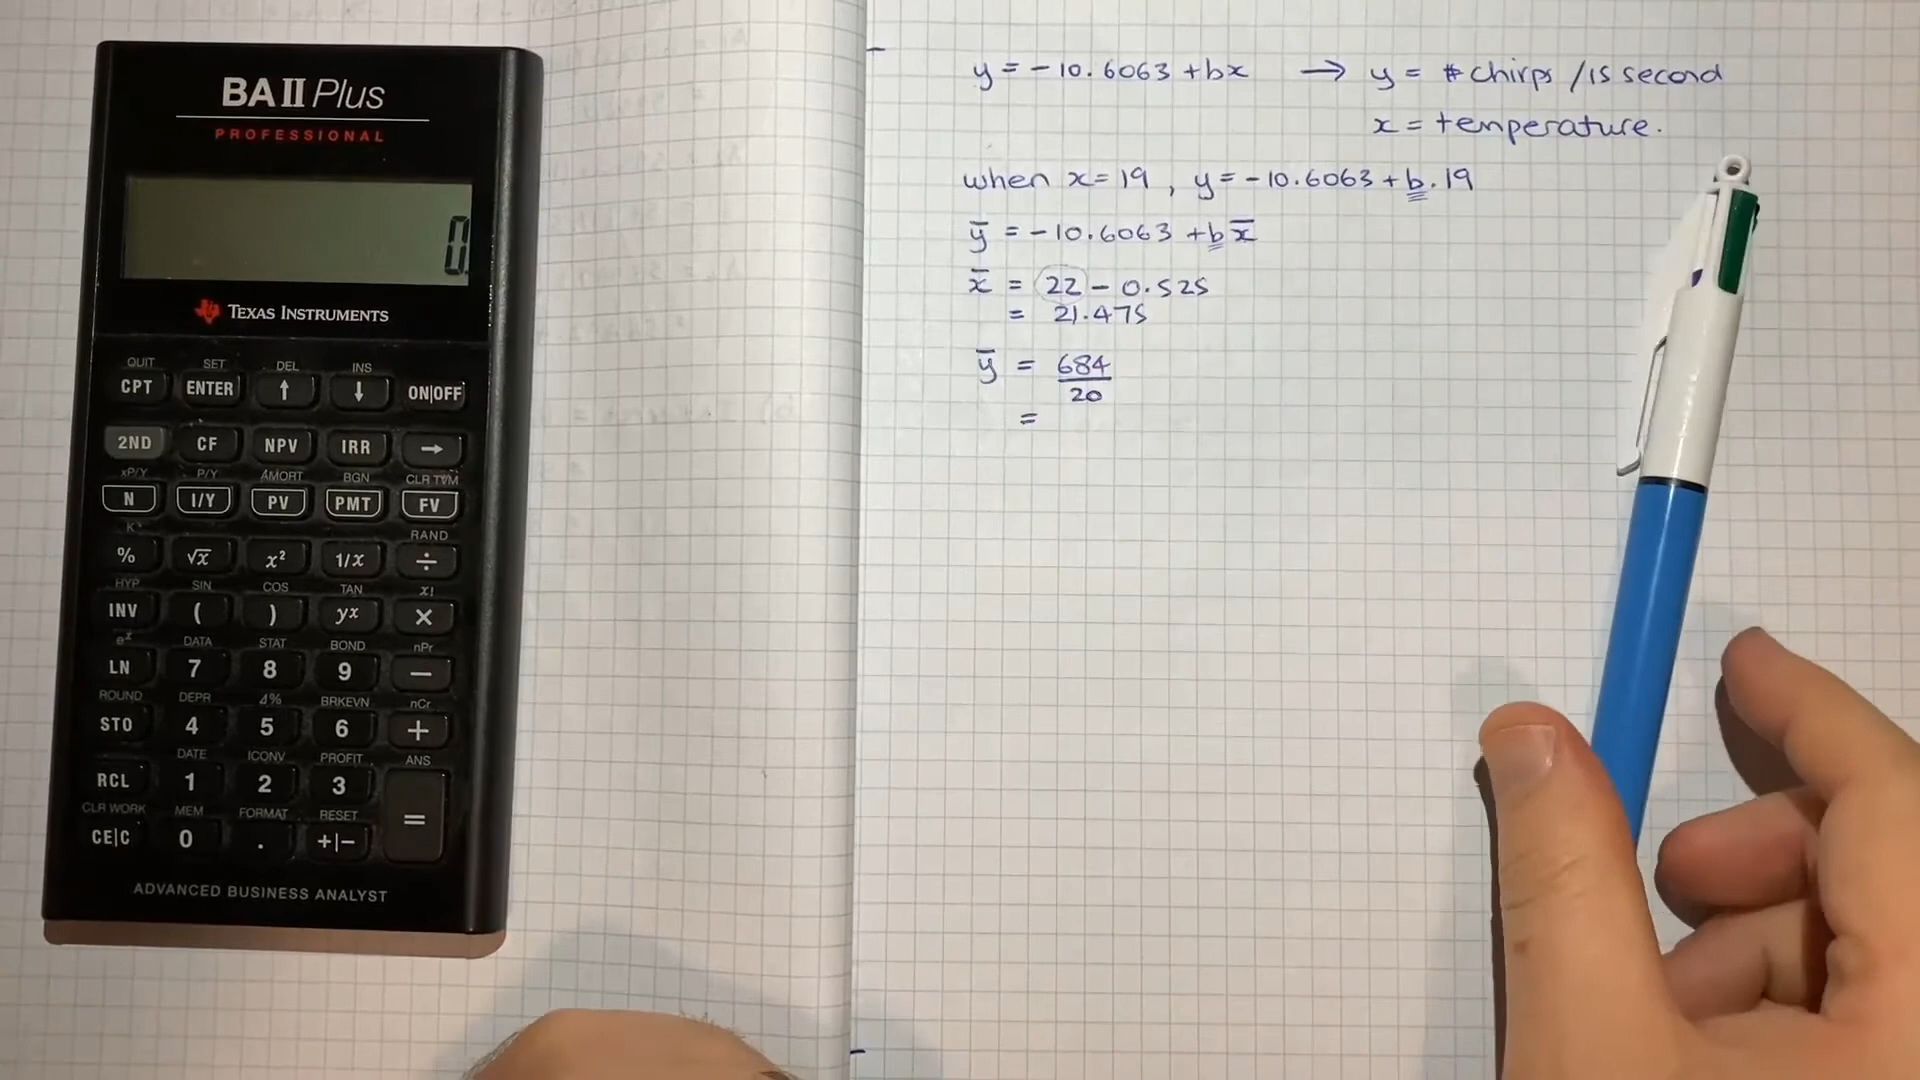 BA II Plus
PROFESSIONAL
0.
TEXAS INSTRUMENTS
QUIT SET DEL INS
CPT ENTER ↑ ↓ ON|OFF
2ND CF NPV IRR →
xP/Y P/Y AMORT BGN CLR TVM
N I/Y PV PMT FV
K* RAND
% √x x² 1/x ÷
HYP SIN COS TAN x!
INV ( ) yˣ ×
eˣ DATA STAT BOND nPr
LN 7 8 9 −
ROUND DEPR Δ% BRKEVN nCr
STO 4 5 6 +
DATE ICONV PROFIT ANS
RCL 1 2 3 =
CLR WORK MEM FORMAT RESET
CE|C 0 . +|−
ADVANCED BUSINESS ANALYST
y = -10.6063 + bx → y = # chirps /15 second
x = temperature.
when x = 19 , y = -10.6063 + b.19
y̅ = -10.6063 + b x̅
x̅ = 22 - 0.525
= 21.475
y̅ = 684/20
=